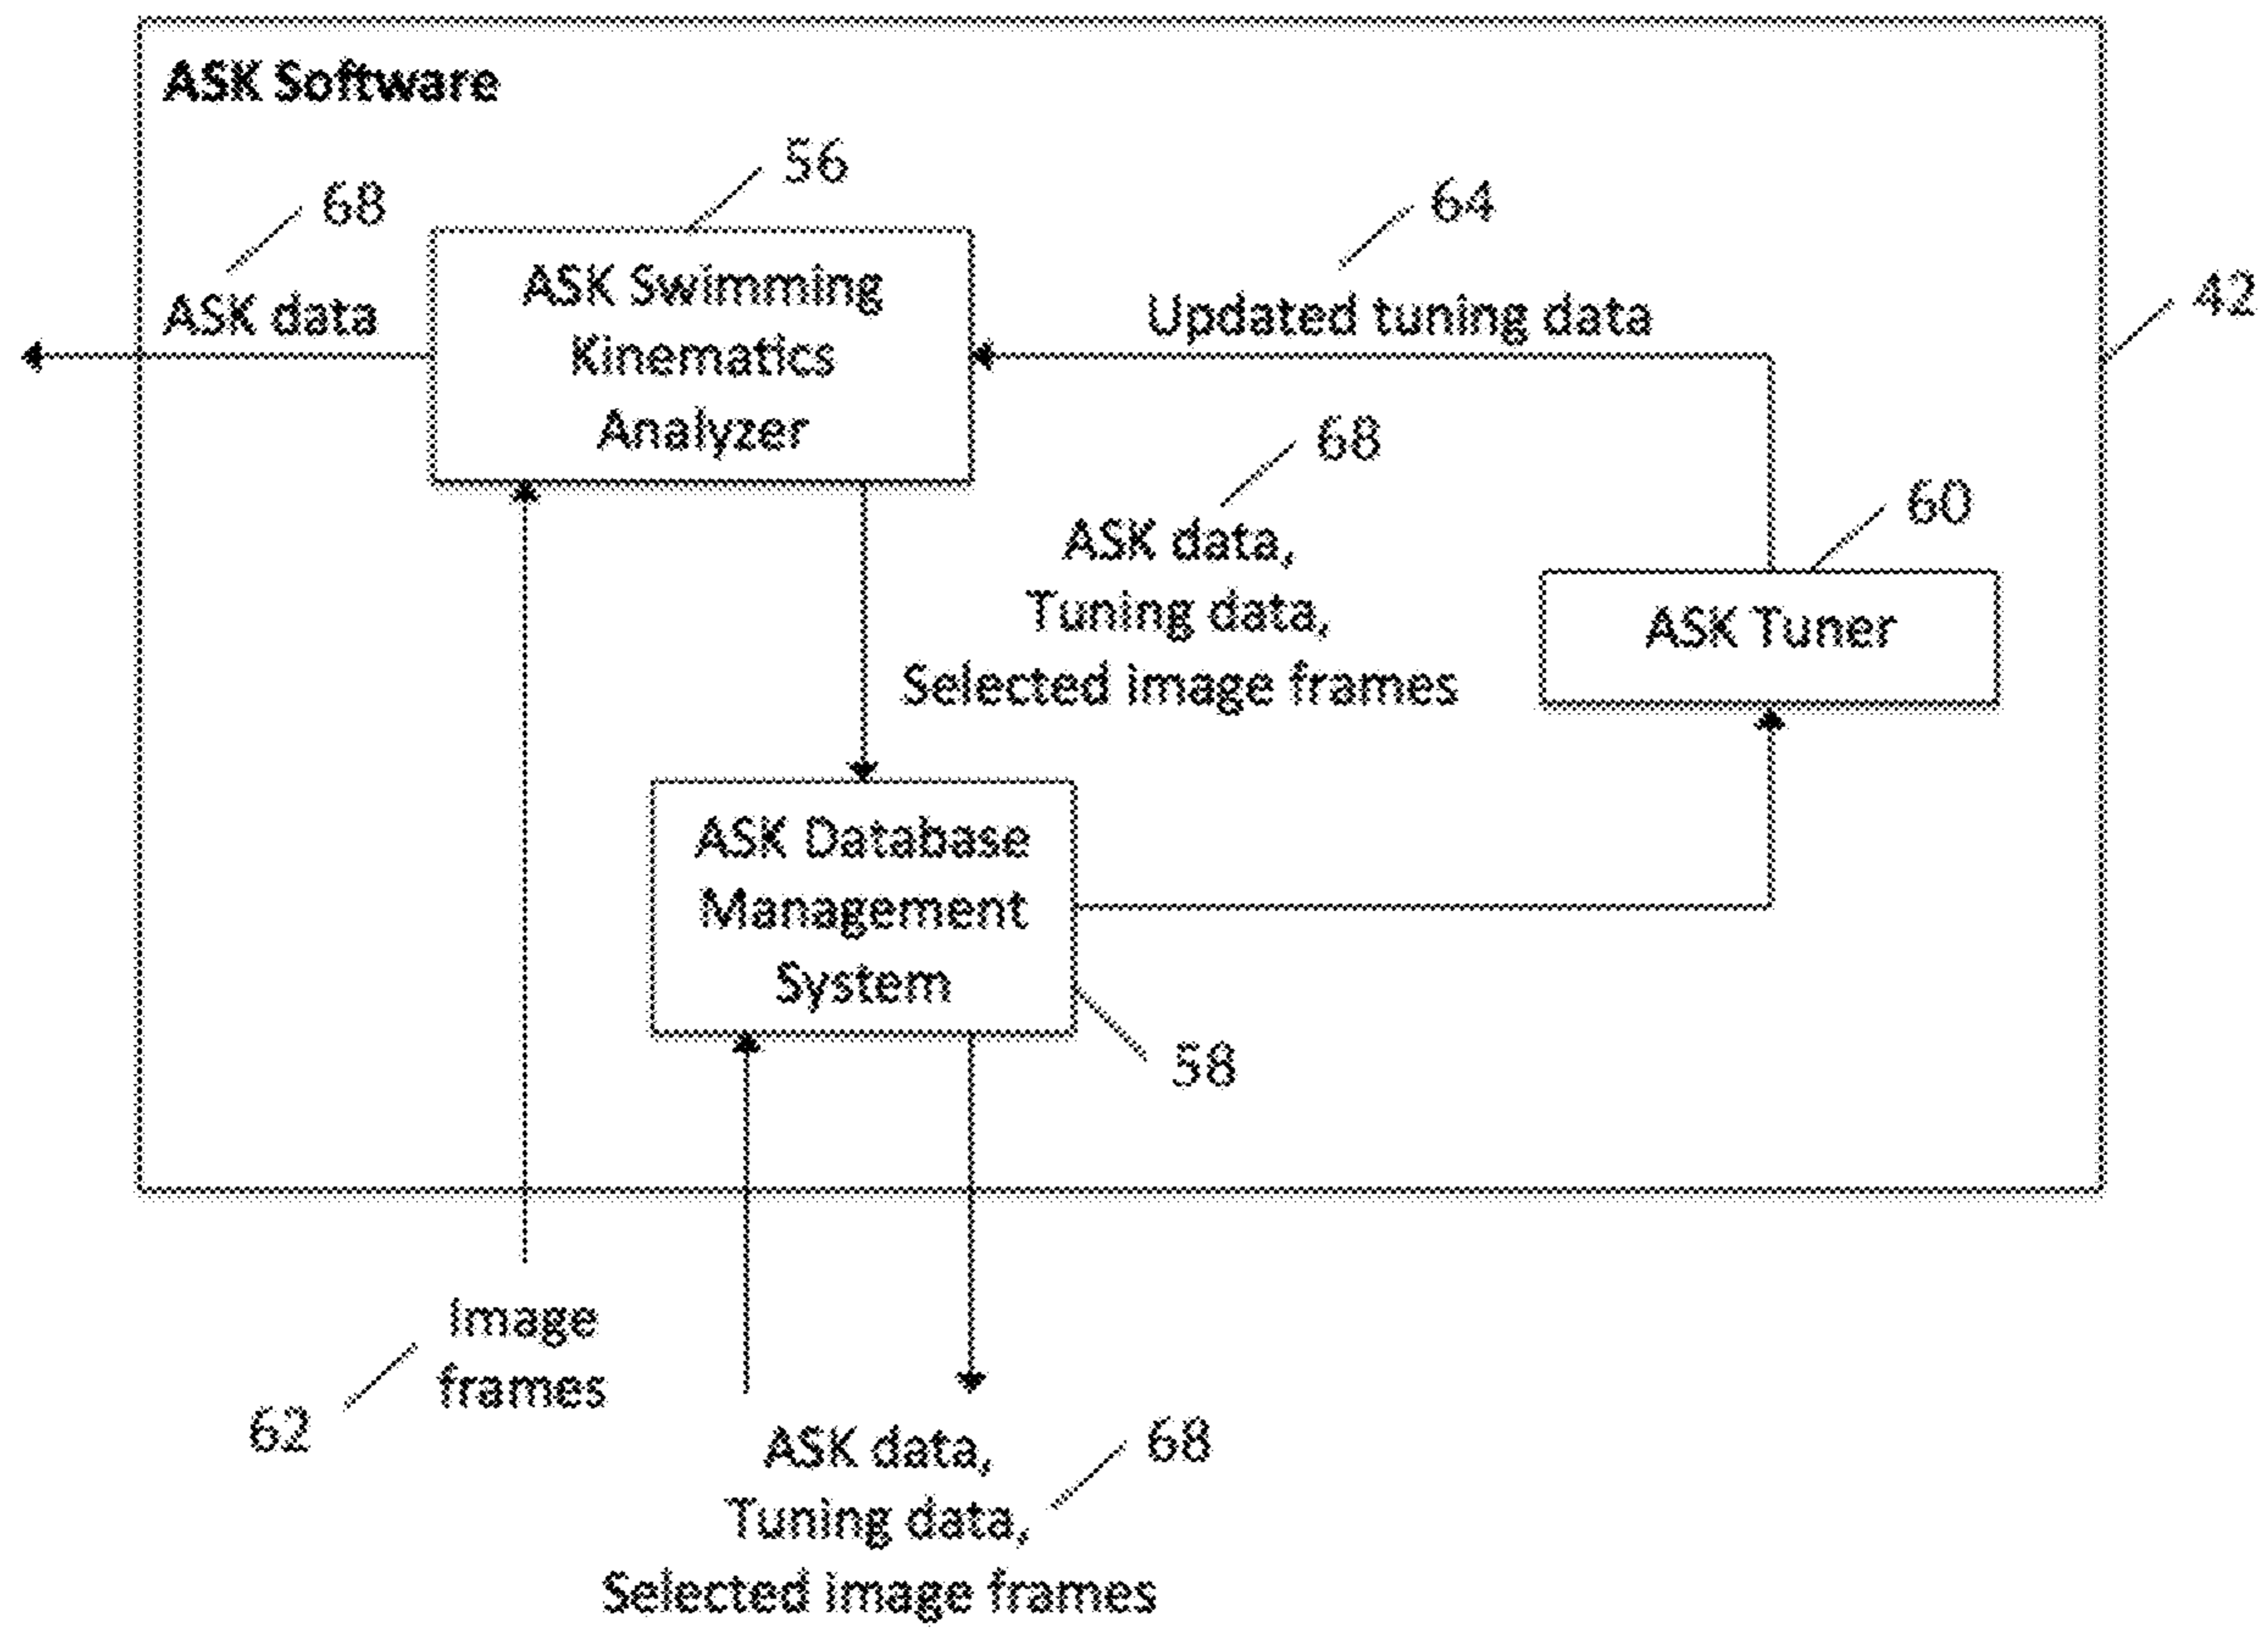 ASK Software
56
68
64
ASK data
ASK Swimming
Kinematics
Analyzer
Updated tuning data
42
68
ASK data,
Tuning data,
Selected image frames
60
ASK Tuner
ASK Database
Management
System
58
Image
frames
62
ASK data,
Tuning data,
Selected image frames
68